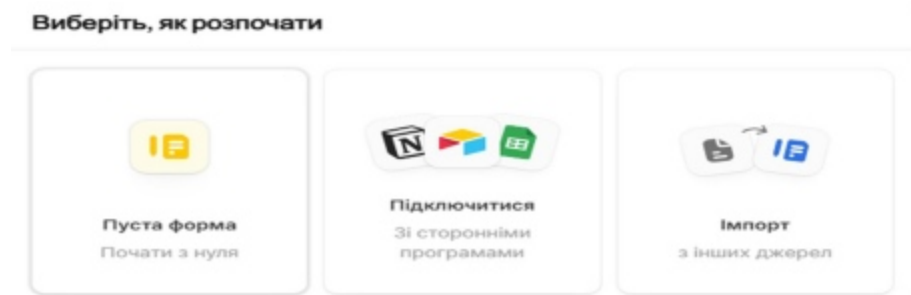 Виберіть, як розпочати
Пуста форма
Почати з нуля
Підключитися
Зі сторонніми
програмами
Імпорт
з інших джерел